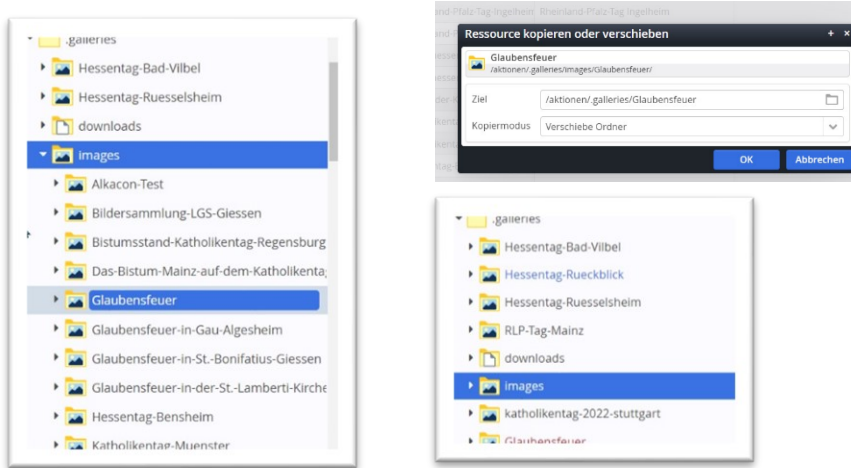 .galleries
Hessentag-Bad-Vilbel
Hessentag-Ruesselsheim
downloads
images
Alkacon-Test
Bildersammlung-LGS-Giessen
Bistumsstand-Katholikentag-Regensburg
Das-Bistum-Mainz-auf-dem-Katholikenta
Glaubensfeuer
Glaubensfeuer-in-Gau-Algesheim
Glaubensfeuer-in-St.-Bonifatius-Giessen
Glaubensfeuer-in-der-St.-Lamberti-Kirche
Hessentag-Bensheim
Katholikentag-Muenster
Rheinland-Pfalz-Tag Ingelheim
Ressource kopieren oder verschieben
Glaubensfeuer
/aktionen/.galleries/images/Glaubensfeuer/
Ziel /aktionen/.galleries/Glaubensfeuer
Kopiermodus Verschiebe Ordner
OK Abbrechen
.galleries
Hessentag-Bad-Vilbel
Hessentag-Rueckblick
Hessentag-Ruesselsheim
RLP-Tag-Mainz
downloads
images
katholikentag-2022-stuttgart
Glaubensfeuer